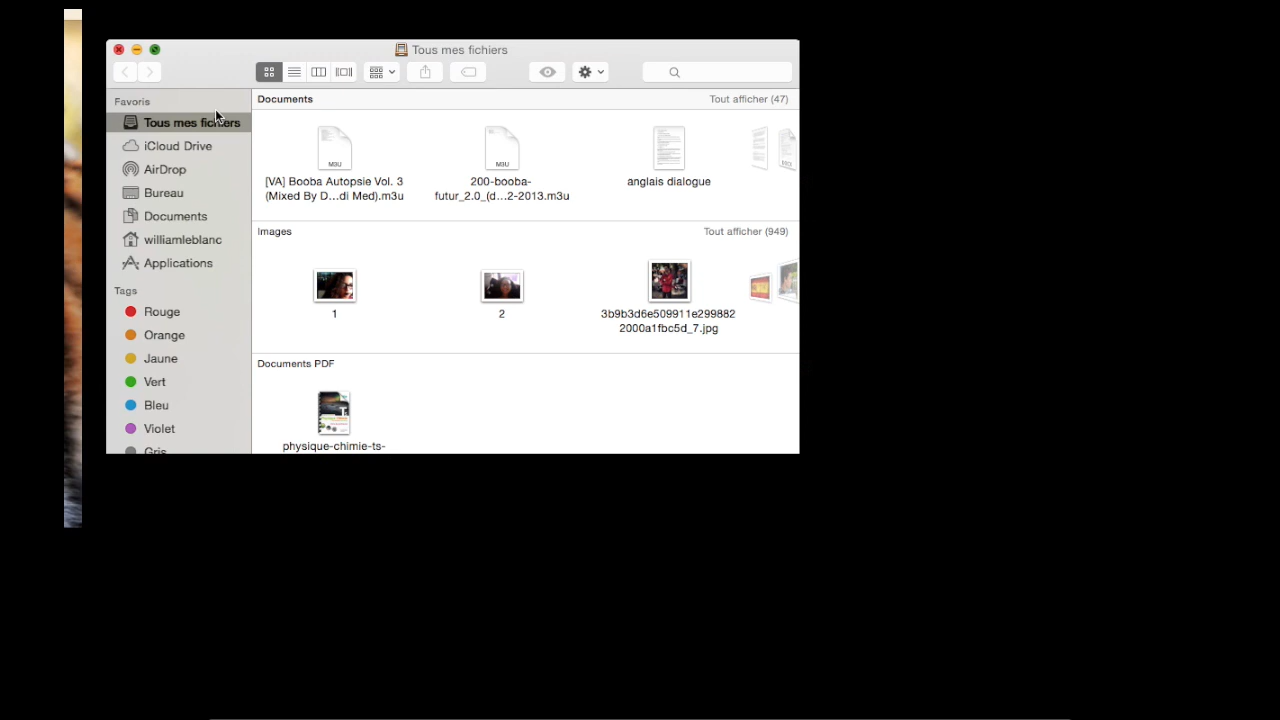 Tous mes fichiers
Favoris
Tous mes fichiers
iCloud Drive
AirDrop
Bureau
Documents
williamleblanc
Applications
Tags
Rouge
Orange
Jaune
Vert
Bleu
Violet
Gris
Documents
Tout afficher (47)
M3U
M3U
[VA] Booba Autopsie Vol. 3
(Mixed By D...di Med).m3u
200-booba-
futur_2.0_(d...2-2013.m3u
anglais dialogue
Images
Tout afficher (949)
1
2
3b9b3d6e509911e299882
2000a1fbc5d_7.jpg
Documents PDF
physique-chimie-ts-